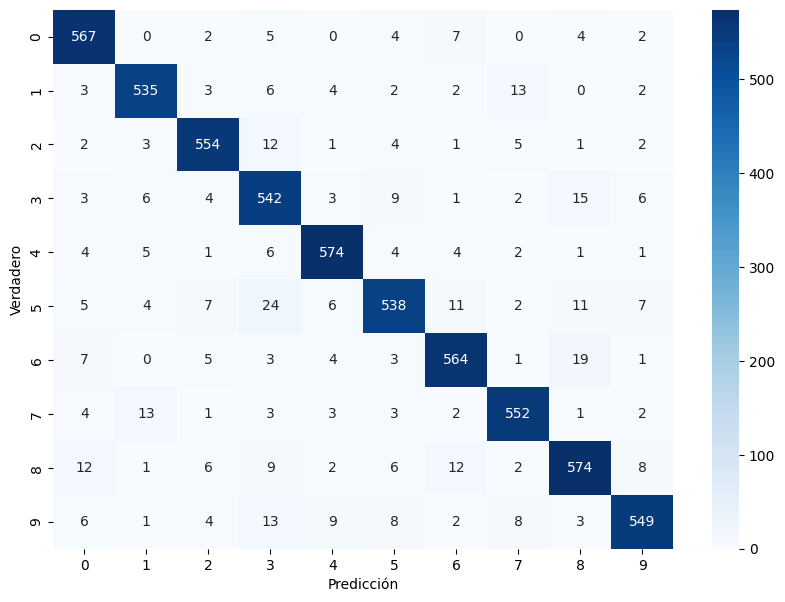 0 567 0 2 5 0 4 7 0 4 2
1 3 535 3 6 4 2 2 13 0 2
2 2 3 554 12 1 4 1 5 1 2
3 3 6 4 542 3 9 1 2 15 6
4 4 5 1 6 574 4 4 2 1 1
5 5 4 7 24 6 538 11 2 11 7
6 7 0 5 3 4 3 564 1 19 1
7 4 13 1 3 3 3 2 552 1 2
8 12 1 6 9 2 6 12 2 574 8
9 6 1 4 13 9 8 2 8 3 549
0 1 2 3 4 5 6 7 8 9
Predicción
Verdadero
500
400
300
200
100
0